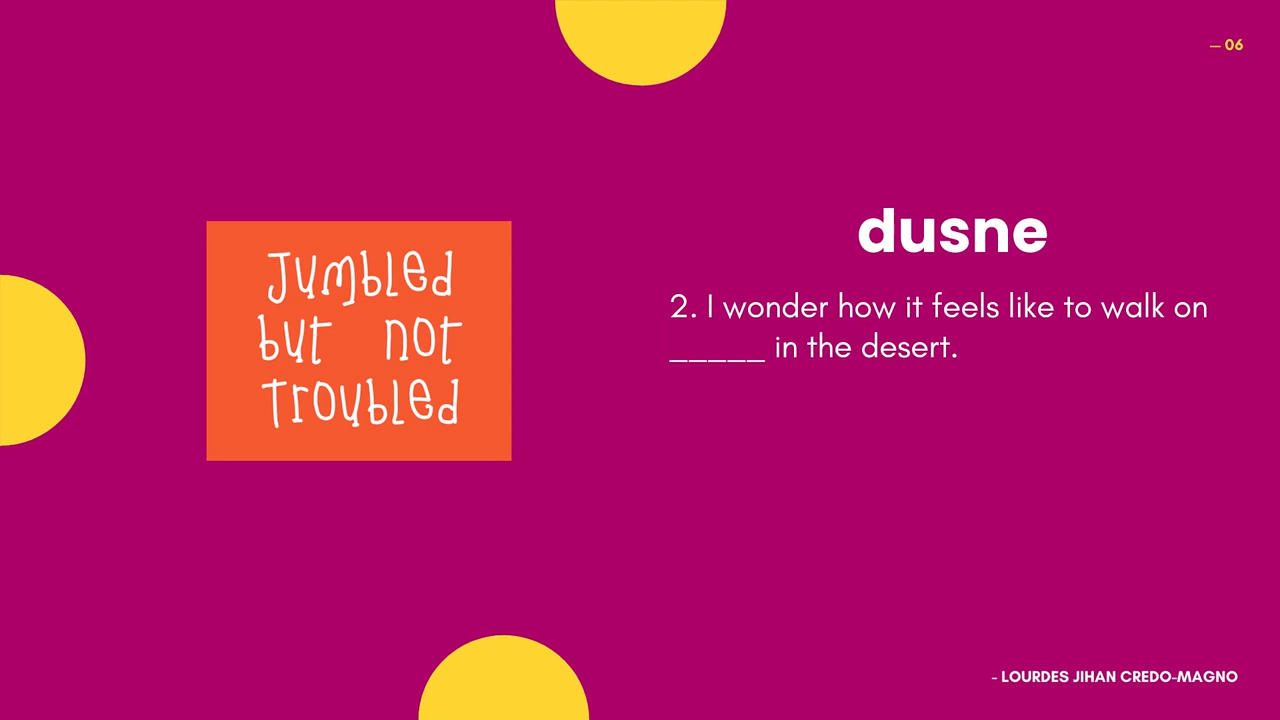 — 06
Jumbled
but not
Troubled
dusne
2. I wonder how it feels like to walk on
_____ in the desert.
- LOURDES JIHAN CREDO-MAGNO